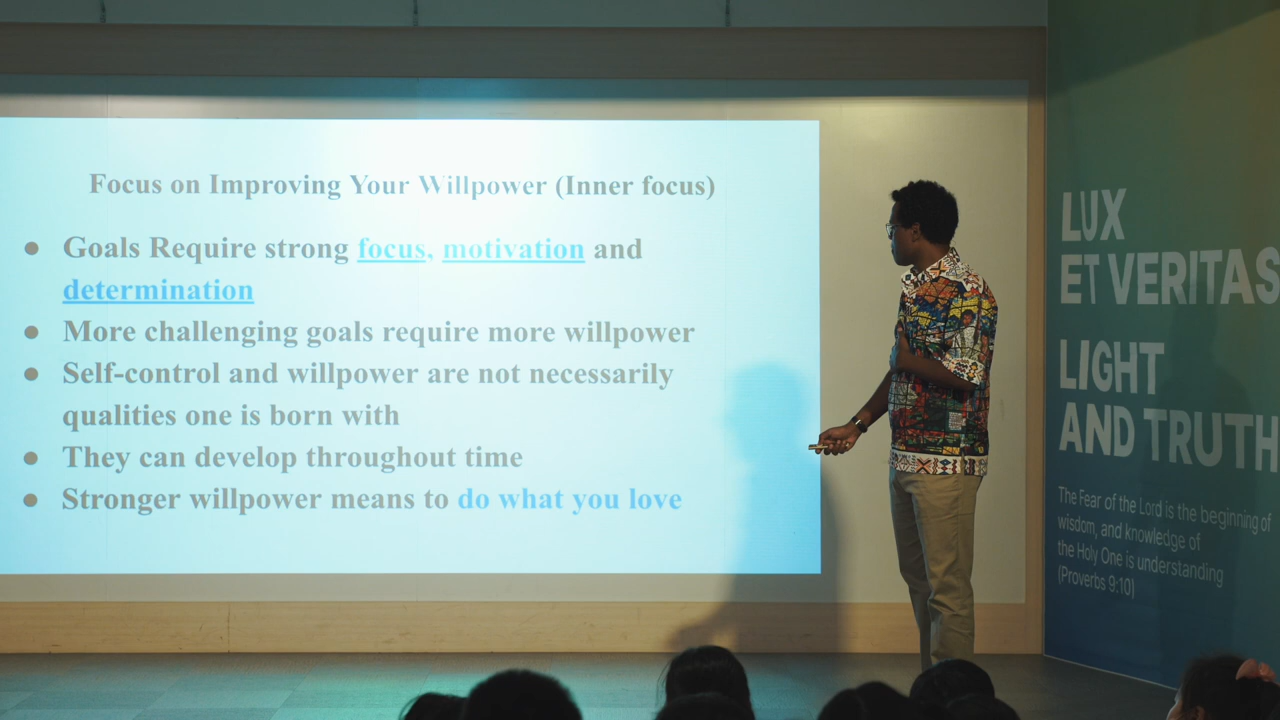 Focus on Improving Your Willpower (Inner focus)
● Goals Require strong focus, motivation and
determination
● More challenging goals require more willpower
● Self-control and willpower are not necessarily
qualities one is born with
● They can develop throughout time
● Stronger willpower means to do what you love
LUX
ET VERITAS
LIGHT
AND TRUTH
The Fear of the Lord is the beginning of
wisdom, and knowledge of
the Holy One is understanding
(Proverbs 9:10)